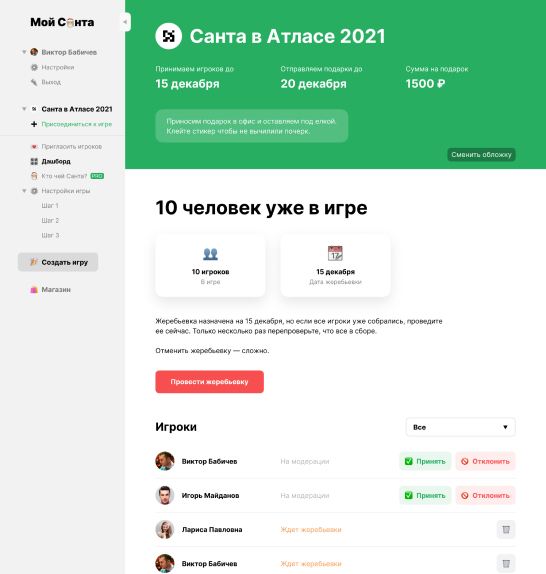 Мой Санта
Виктор Бабичев
Настройки
Выход
Санта в Атласе 2021
Присоединиться к игре
Пригласить игроков
Дашборд
Кто чей Санта? PRO
Настройки игры
Шаг 1
Шаг 2
Шаг 3
Создать игру
Магазин
Санта в Атласе 2021
Принимаем игроков до
15 декабря
Отправляем подарки до
20 декабря
Сумма на подарок
1500 ₽
Приносим подарок в офис и оставляем под елкой.
Клейте стикер чтобы не вычилили почерк.
Сменить обложку
10 человек уже в игре
10 игроков
В игре
15 декабря
Дата жеребьевки
Жеребьевка назначена на 15 декабря, но если все игроки уже собрались, проведите
ее сейчас. Только несколько раз перепроверьте, что все в сборе.
Отменить жеребьевку — сложно.
Провести жеребьевку
Игроки
Все
Виктор Бабичев На модерации Принять Отклонить
Игорь Майданов На модерации Принять Отклонить
Лариса Павловна Ждет жеребьевки
Виктор Бабичев Ждет жеребьевки